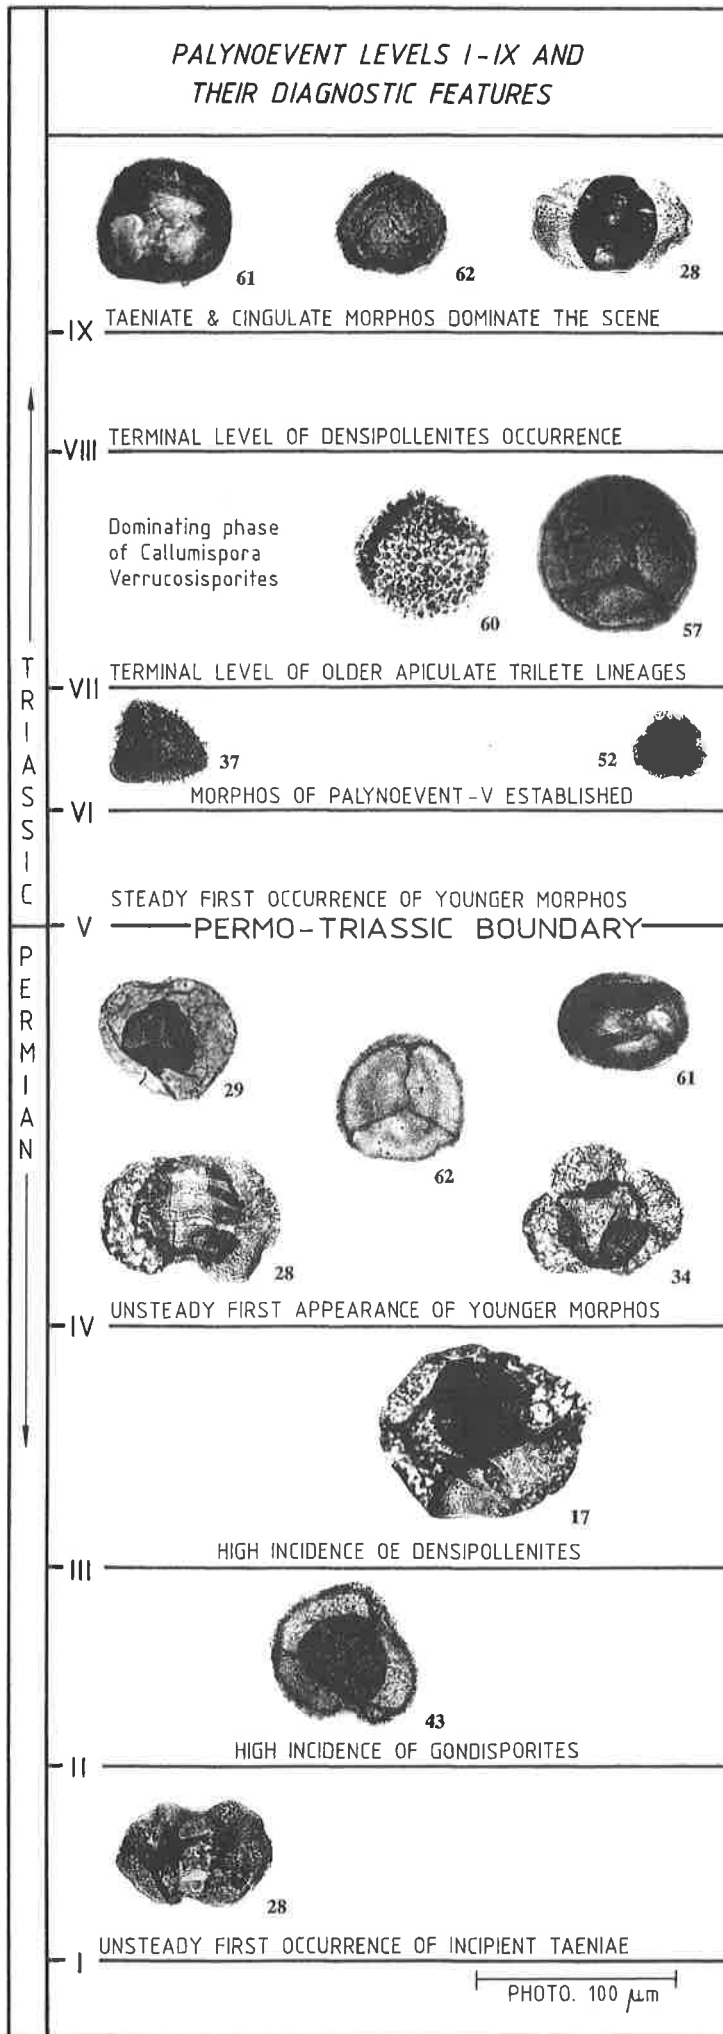 PALYNOEVENT LEVELS I-IX AND
THEIR DIAGNOSTIC FEATURES
61
62
28
IX TAENIATE & CINGULATE MORPHOS DOMINATE THE SCENE
VIII TERMINAL LEVEL OF DENSIPOLLENITES OCCURRENCE
Dominating phase
of Callumispora
Verrucosisporites
60
57
VII TERMINAL LEVEL OF OLDER APICULATE TRILETE LINEAGES
37
52
MORPHOS OF PALYNOEVENT-V ESTABLISHED
VI
TRIASSIC
STEADY FIRST OCCURRENCE OF YOUNGER MORPHOS
V PERMO-TRIASSIC BOUNDARY
PERMIAN
29
61
62
28
34
UNSTEADY FIRST APPEARANCE OF YOUNGER MORPHOS
IV
17
HIGH INCIDENCE OE DENSIPOLLENITES
III
43
HIGH INCIDENCE OF GONDISPORITES
II
28
UNSTEADY FIRST OCCURRENCE OF INCIPIENT TAENIAE
I
PHOTO. 100 µm